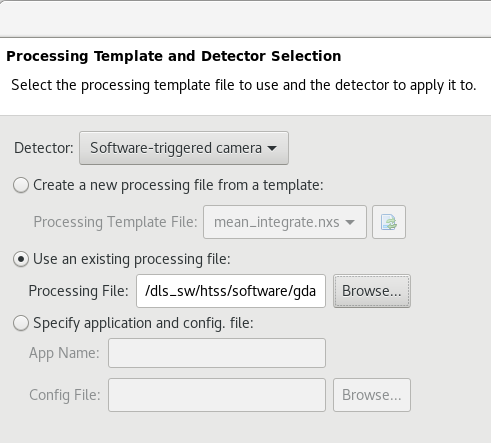 Processing Template and Detector Selection
Select the processing template file to use and the detector to apply it to.
Detector: Software-triggered camera
Create a new processing file from a template:
Processing Template File: mean_integrate.nxs
Use an existing processing file:
Processing File: /dls_sw/htss/software/gda Browse...
Specify application and config. file:
App Name:
Config File: Browse...